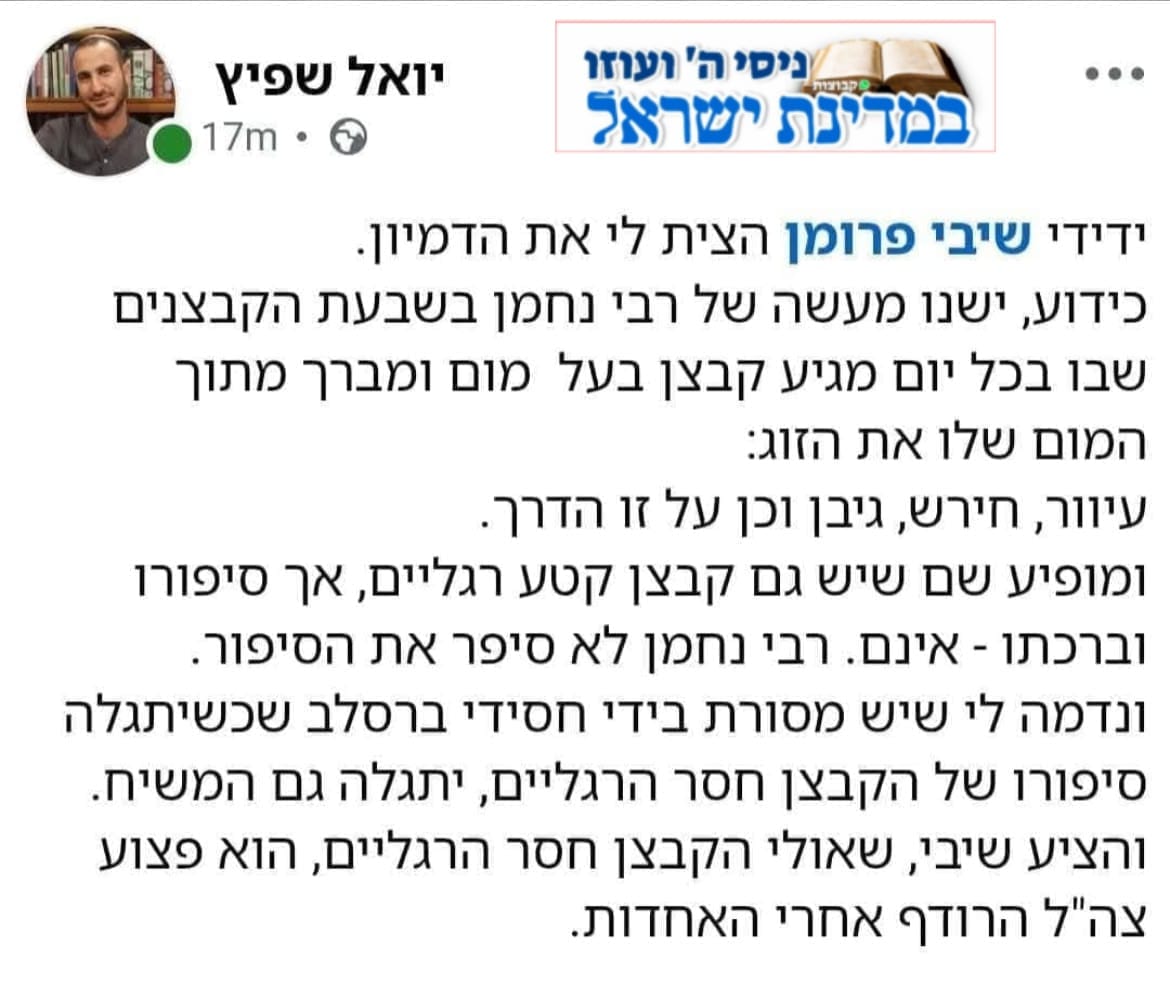 יואל שפיץ
17m •
ניסי ה' ועוזו
קבוצות
במדינת ישראל
ידידי שיבי פרומן הצית לי את הדמיון.
כידוע, ישנו מעשה של רבי נחמן בשבעת הקבצנים
שבו בכל יום מגיע קבצן בעל מום ומברך מתוך
המום שלו את הזוג:
עיוור, חירש, גיבן וכן על זו הדרך.
ומופיע שם שיש גם קבצן קטע רגליים, אך סיפורו
וברכתו - אינם. רבי נחמן לא סיפר את הסיפור.
ונדמה לי שיש מסורת בידי חסידי ברסלב שכשיתגלה
סיפורו של הקבצן חסר הרגליים, יתגלה גם המשיח.
והציע שיבי, שאולי הקבצן חסר הרגליים, הוא פצוע
צה"ל הרודף אחרי האחדות.